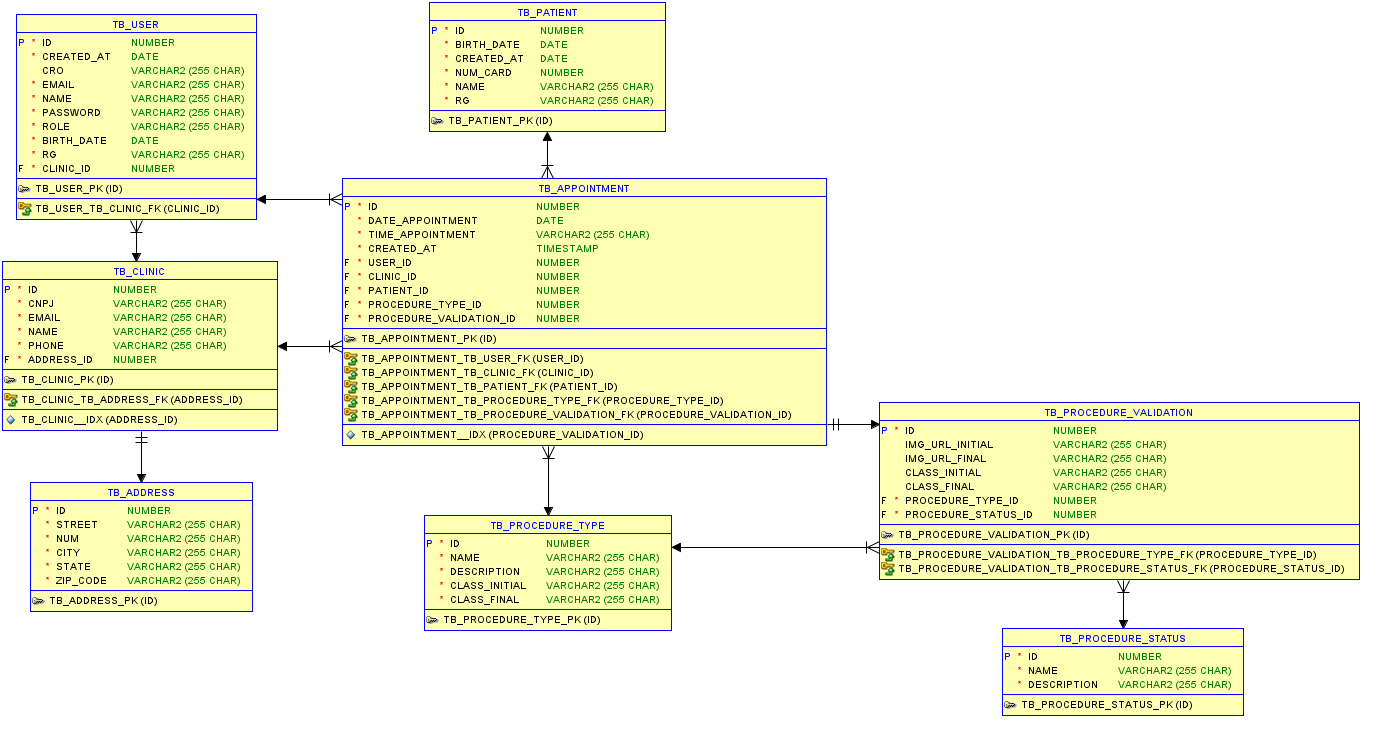 TB_USER
P * ID NUMBER
* CREATED_AT DATE
CRO VARCHAR2 (255 CHAR)
* EMAIL VARCHAR2 (255 CHAR)
* NAME VARCHAR2 (255 CHAR)
* PASSWORD VARCHAR2 (255 CHAR)
* ROLE VARCHAR2 (255 CHAR)
* BIRTH_DATE DATE
* RG VARCHAR2 (255 CHAR)
F * CLINIC_ID NUMBER
TB_USER_PK (ID)
TB_USER_TB_CLINIC_FK (CLINIC_ID)
TB_PATIENT
P * ID NUMBER
* BIRTH_DATE DATE
* CREATED_AT DATE
* NUM_CARD NUMBER
* NAME VARCHAR2 (255 CHAR)
* RG VARCHAR2 (255 CHAR)
TB_PATIENT_PK (ID)
TB_APPOINTMENT
P * ID NUMBER
* DATE_APPOINTMENT DATE
* TIME_APPOINTMENT VARCHAR2 (255 CHAR)
* CREATED_AT TIMESTAMP
F * USER_ID NUMBER
F * CLINIC_ID NUMBER
F * PATIENT_ID NUMBER
F * PROCEDURE_TYPE_ID NUMBER
F * PROCEDURE_VALIDATION_ID NUMBER
TB_APPOINTMENT_PK (ID)
TB_APPOINTMENT_TB_USER_FK (USER_ID)
TB_APPOINTMENT_TB_CLINIC_FK (CLINIC_ID)
TB_APPOINTMENT_TB_PATIENT_FK (PATIENT_ID)
TB_APPOINTMENT_TB_PROCEDURE_TYPE_FK (PROCEDURE_TYPE_ID)
TB_APPOINTMENT_TB_PROCEDURE_VALIDATION_FK (PROCEDURE_VALIDATION_ID)
TB_APPOINTMENT__IDX (PROCEDURE_VALIDATION_ID)
TB_CLINIC
P * ID NUMBER
* CNPJ VARCHAR2 (255 CHAR)
* EMAIL VARCHAR2 (255 CHAR)
* NAME VARCHAR2 (255 CHAR)
* PHONE VARCHAR2 (255 CHAR)
F * ADDRESS_ID NUMBER
TB_CLINIC_PK (ID)
TB_CLINIC_TB_ADDRESS_FK (ADDRESS_ID)
TB_CLINIC__IDX (ADDRESS_ID)
TB_ADDRESS
P * ID NUMBER
* STREET VARCHAR2 (255 CHAR)
* NUM VARCHAR2 (255 CHAR)
* CITY VARCHAR2 (255 CHAR)
* STATE VARCHAR2 (255 CHAR)
* ZIP_CODE VARCHAR2 (255 CHAR)
TB_ADDRESS_PK (ID)
TB_PROCEDURE_TYPE
P * ID NUMBER
* NAME VARCHAR2 (255 CHAR)
* DESCRIPTION VARCHAR2 (255 CHAR)
* CLASS_INITIAL VARCHAR2 (255 CHAR)
* CLASS_FINAL VARCHAR2 (255 CHAR)
TB_PROCEDURE_TYPE_PK (ID)
TB_PROCEDURE_VALIDATION
P * ID NUMBER
IMG_URL_INITIAL VARCHAR2 (255 CHAR)
IMG_URL_FINAL VARCHAR2 (255 CHAR)
CLASS_INITIAL VARCHAR2 (255 CHAR)
CLASS_FINAL VARCHAR2 (255 CHAR)
F * PROCEDURE_TYPE_ID NUMBER
F * PROCEDURE_STATUS_ID NUMBER
TB_PROCEDURE_VALIDATION_PK (ID)
TB_PROCEDURE_VALIDATION_TB_PROCEDURE_TYPE_FK (PROCEDURE_TYPE_ID)
TB_PROCEDURE_VALIDATION_TB_PROCEDURE_STATUS_FK (PROCEDURE_STATUS_ID)
TB_PROCEDURE_STATUS
P * ID NUMBER
* NAME VARCHAR2 (255 CHAR)
* DESCRIPTION VARCHAR2 (255 CHAR)
TB_PROCEDURE_STATUS_PK (ID)